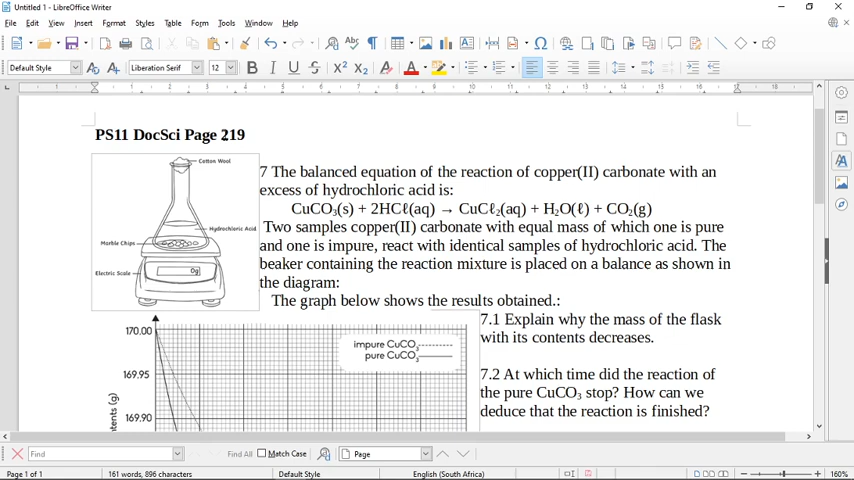 Untitled 1 - LibreOffice Writer
File Edit View Insert Format Styles Table Form Tools Window Help
Default Style Liberation Serif 12
PS11 DocSci Page 219
Cotton Wool
Hydrochloric Acid
Marble Chips
Electric Scale
0g
7 The balanced equation of the reaction of copper(II) carbonate with an
excess of hydrochloric acid is:
CuCO₃(s) + 2HCℓ(aq) → CuCℓ₂(aq) + H₂O(ℓ) + CO₂(g)
Two samples copper(II) carbonate with equal mass of which one is pure
and one is impure, react with identical samples of hydrochloric acid. The
beaker containing the reaction mixture is placed on a balance as shown in
the diagram:
The graph below shows the results obtained.:
170.00
169.95
169.90
impure CuCO₃
pure CuCO₃
7.1 Explain why the mass of the flask
with its contents decreases.
7.2 At which time did the reaction of
the pure CuCO₃ stop? How can we
deduce that the reaction is finished?
Find Find All Match Case Page
Page 1 of 1 161 words, 896 characters Default Style English (South Africa) 160%